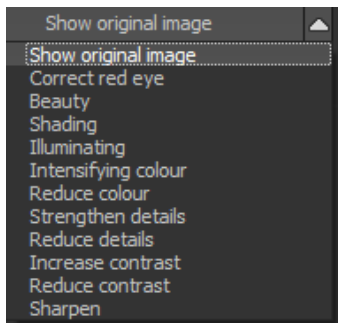 Show original image
Show original image
Correct red eye
Beauty
Shading
Illuminating
Intensifying colour
Reduce colour
Strengthen details
Reduce details
Increase contrast
Reduce contrast
Sharpen